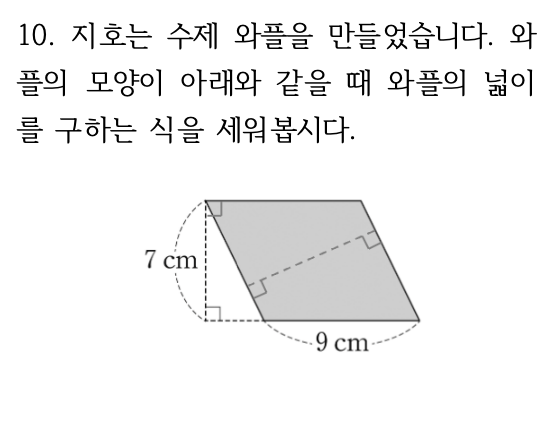 10. 지호는 수제 와플을 만들었습니다. 와
플의 모양이 아래와 같을 때 와플의 넓이
를 구하는 식을 세워봅시다.
7 cm
9 cm